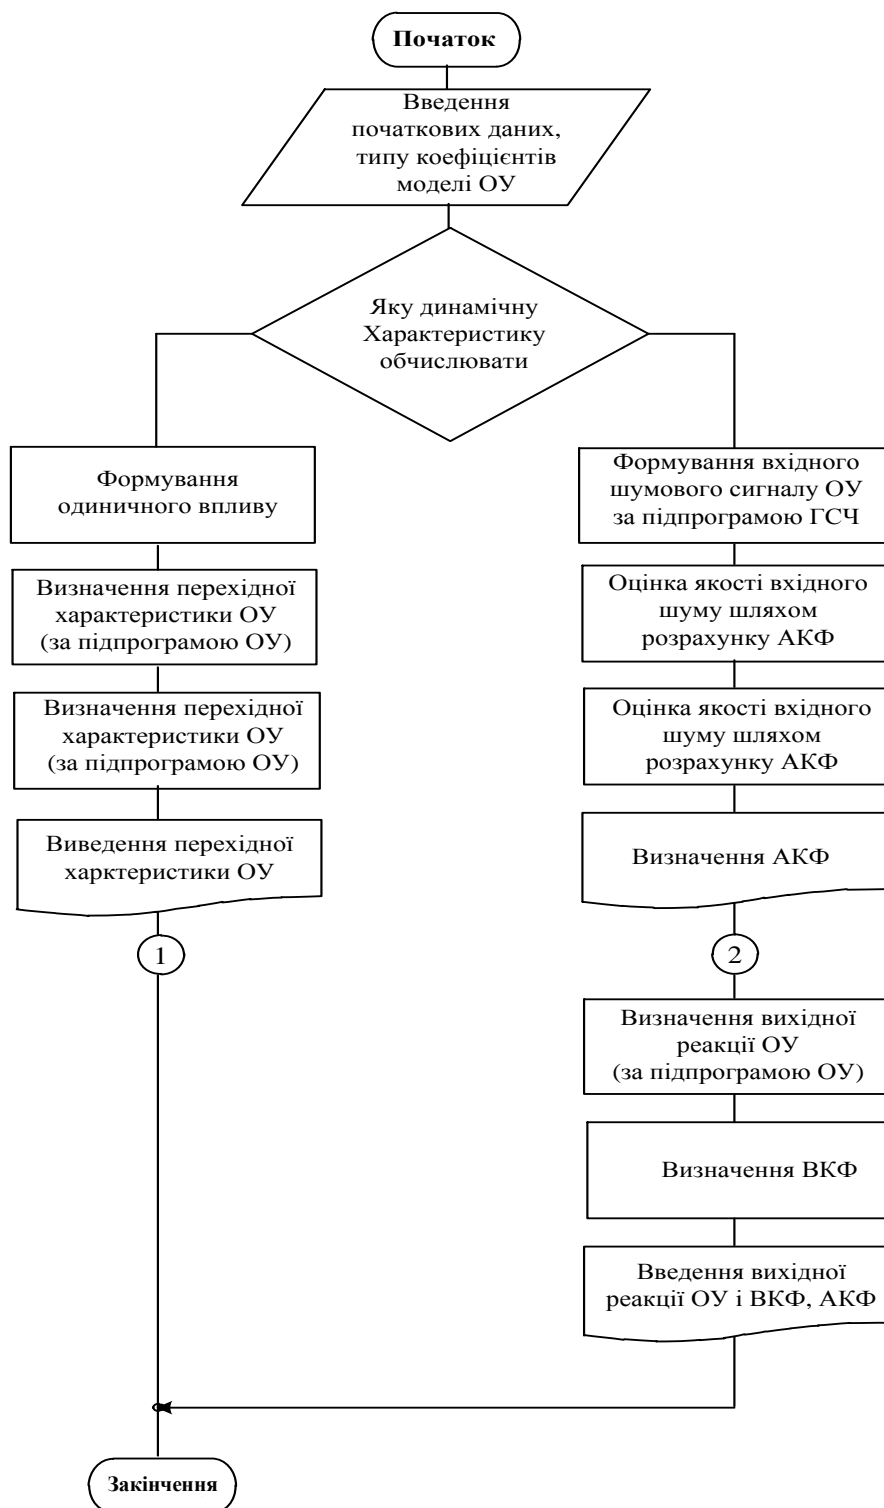 Початок
Введення
початкових даних,
типу коефіцієнтів
моделі ОУ
Яку динамічну
Характеристику
обчислювати
Формування
одиничного впливу
Визначення перехідної
характеристики ОУ
(за підпрограмою ОУ)
Визначення перехідної
характеристики ОУ
(за підпрограмою ОУ)
Виведення перехідної
харктеристики ОУ
1
Формування вхідного
шумового сигналу ОУ
за підпрограмою ГСЧ
Оцінка якості вхідного
шуму шляхом
розрахунку АКФ
Оцінка якості вхідного
шуму шляхом
розрахунку АКФ
Визначення АКФ
2
Визначення вихідної
реакції ОУ
(за підпрограмою ОУ)
Визначення ВКФ
Введення вихідної
реакції ОУ і ВКФ, АКФ
Закінчення